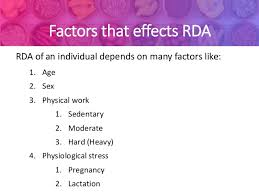 Factors that effects RDA
RDA of an individual depends on many factors like:
1. Age
2. Sex
3. Physical work
1. Sedentary
2. Moderate
3. Hard (Heavy)
4. Physiological stress
1. Pregnancy
2. Lactation